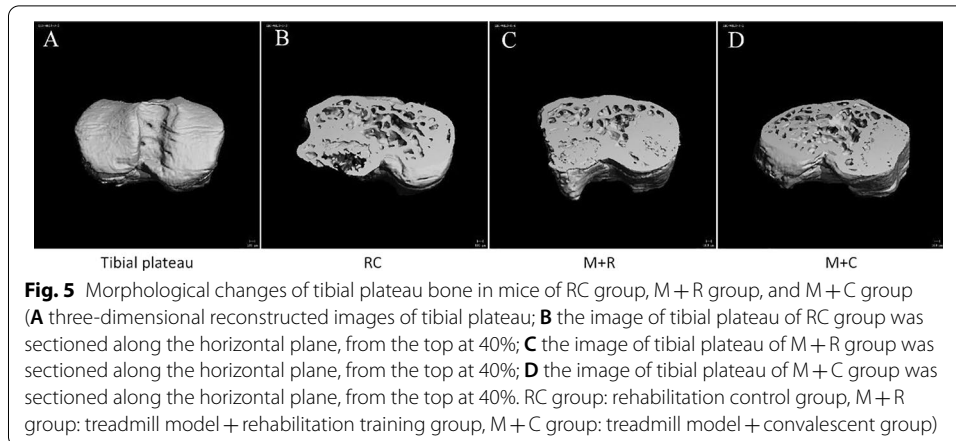 A B C D
Tibial plateau RC M+R M+C
Fig. 5 Morphological changes of tibial plateau bone in mice of RC group, M + R group, and M + C group
(A three-dimensional reconstructed images of tibial plateau; B the image of tibial plateau of RC group was
sectioned along the horizontal plane, from the top at 40%; C the image of tibial plateau of M + R group was
sectioned along the horizontal plane, from the top at 40%; D the image of tibial plateau of M + C group was
sectioned along the horizontal plane, from the top at 40%. RC group: rehabilitation control group, M + R
group: treadmill model + rehabilitation training group, M + C group: treadmill model + convalescent group)